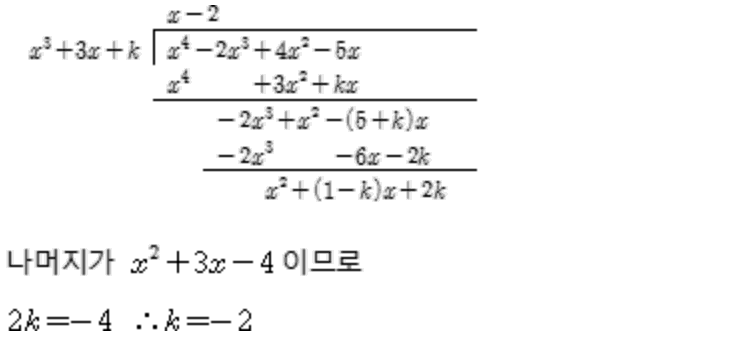 x − 2
x³+3x+k ) x⁴−2x³+4x²−5x
x⁴ +3x²+kx
−2x³+x²−(5+k)x
−2x³ −6x−2k
x²+(1−k)x+2k
나머지가 x²+3x−4 이므로
2k=−4 ∴k=−2